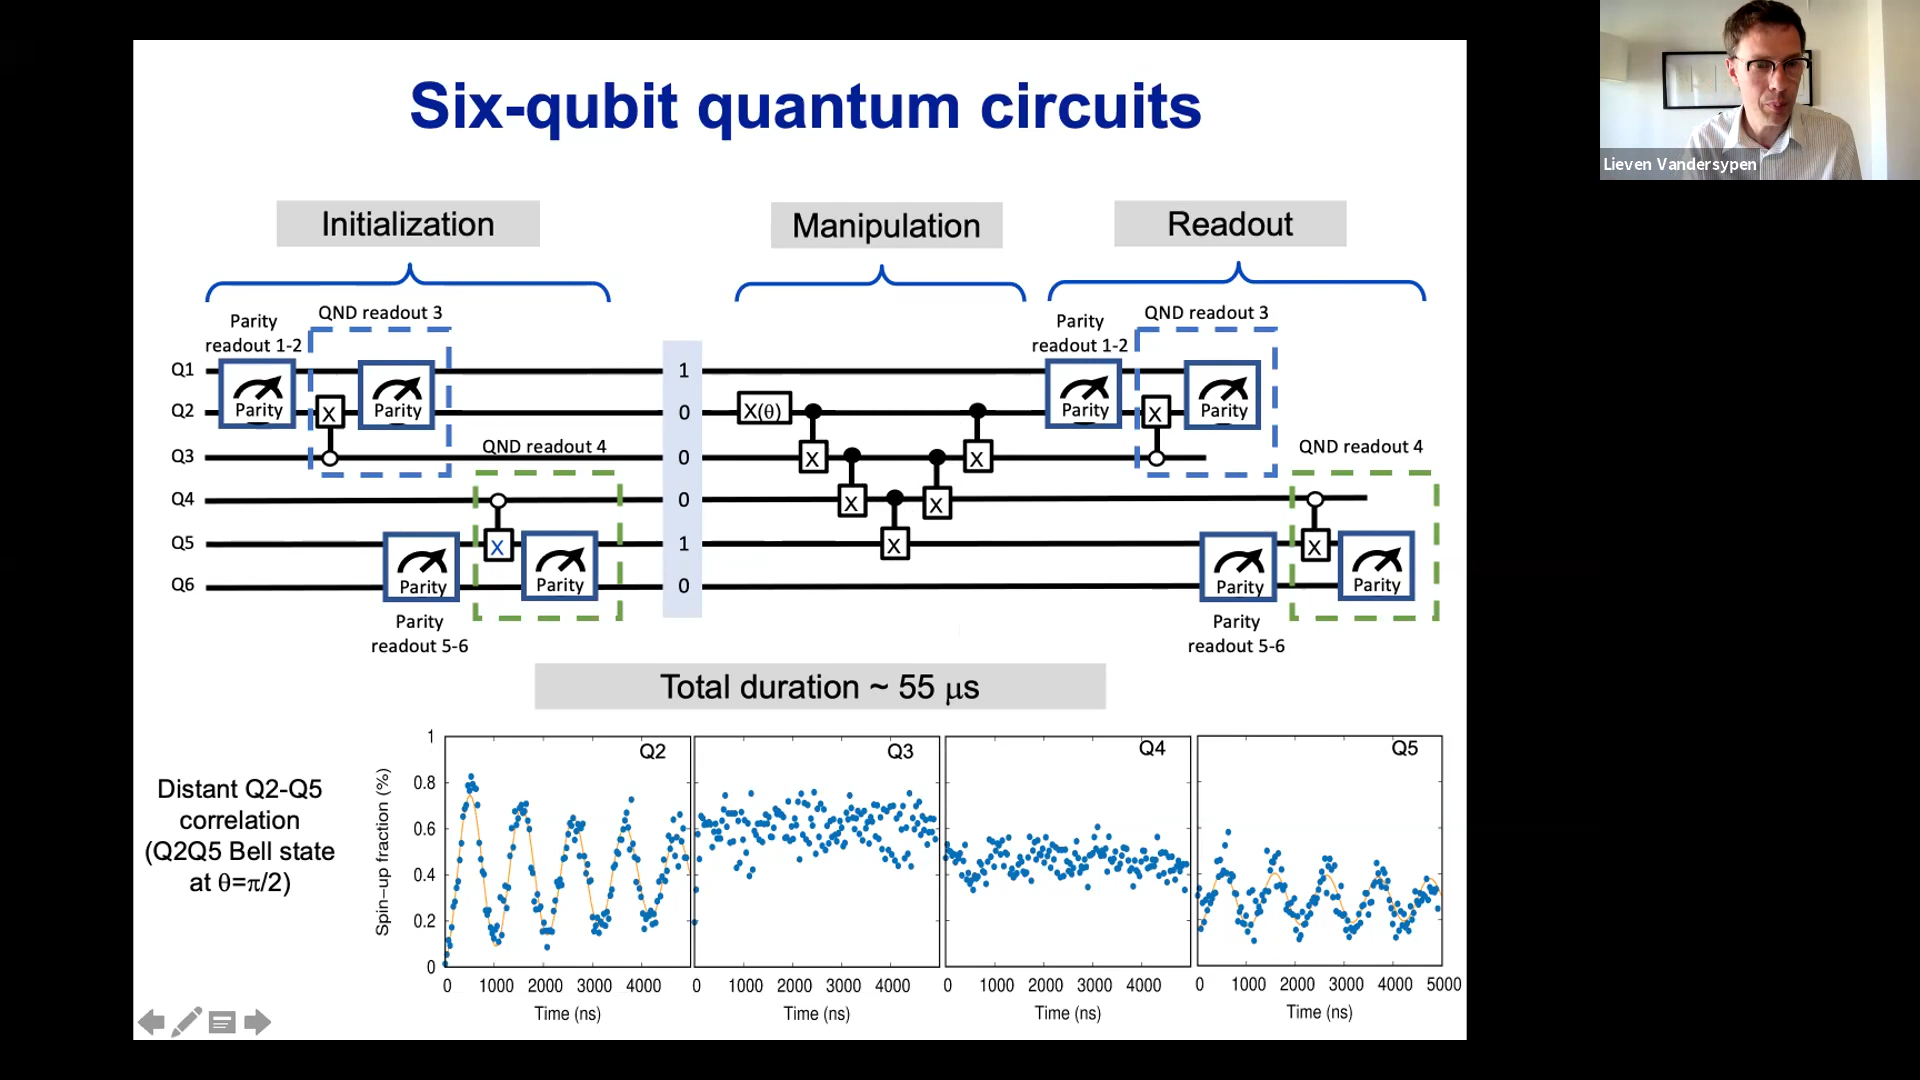 Six-qubit quantum circuits
Lieven Vandersypen
Initialization
Manipulation
Readout
Parity
readout 1-2
QND readout 3
Parity
readout 1-2
QND readout 3
Q1
Q2
Q3
Q4
Q5
Q6
Parity
X
Parity
QND readout 4
Parity
X
Parity
Parity
readout 5-6
1
0
0
0
1
0
X(θ)
X
X
X
X
X
Parity
X
Parity
QND readout 4
Parity
X
Parity
Parity
readout 5-6
Total duration ~ 55 μs
Distant Q2-Q5
correlation
(Q2Q5 Bell state
at θ=π/2)
Spin-up fraction (%)
1
0.8
0.6
0.4
0.2
0
Q2
Q3
Q4
Q5
0 1000 2000 3000 4000
0 1000 2000 3000 4000
0 1000 2000 3000 4000
0 1000 2000 3000 4000 5000
Time (ns)
Time (ns)
Time (ns)
Time (ns)